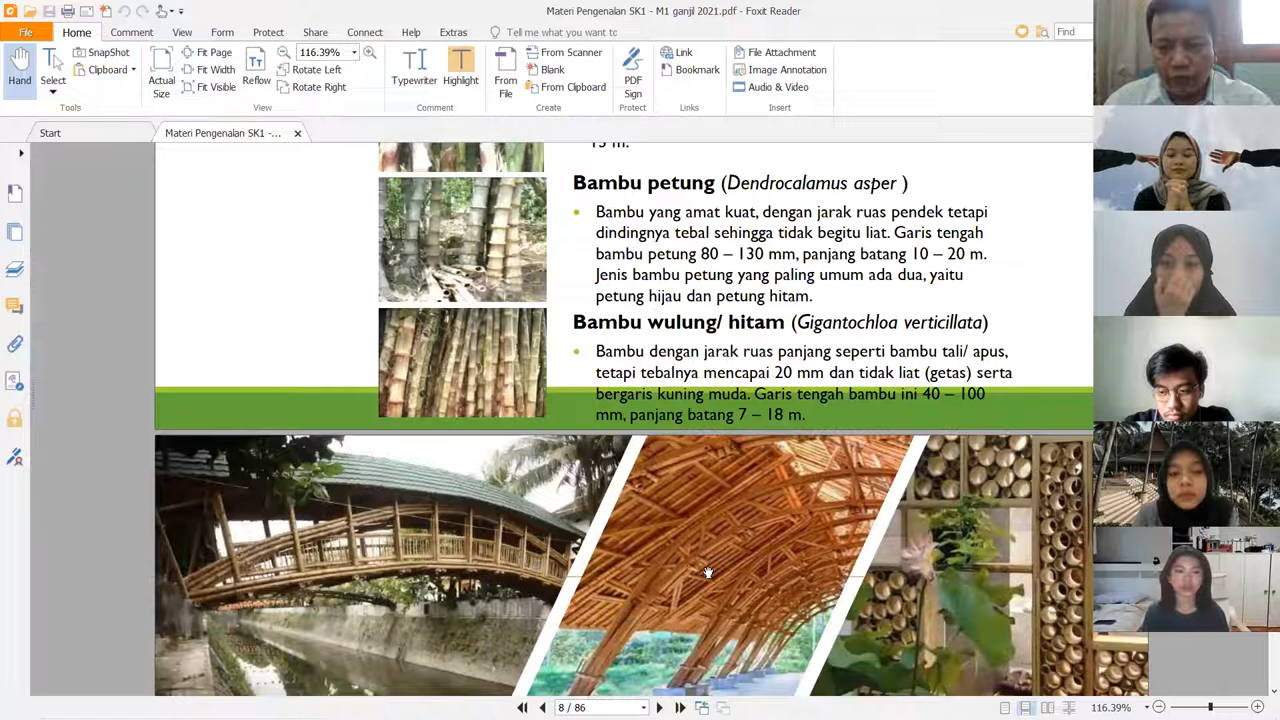 Materi Pengenalan SK1 - M1 ganjil 2021.pdf - Foxit Reader
File Home Comment View Form Protect Share Connect Help Extras Tell me what you want to Find
Hand
Select
SnapShot
Clipboard
Actual Size
Fit Page
Fit Width
Fit Visible
Reflow
116.39%
Rotate Left
Rotate Right
Typewriter
Highlight
From File
From Scanner
Blank
From Clipboard
PDF Sign
Link
Bookmark
File Attachment
Image Annotation
Audio & Video
Tools View Comment Create Protect Links Insert
Start Materi Pengenalan SK1 -...
Bambu petung (Dendrocalamus asper )
• Bambu yang amat kuat, dengan jarak ruas pendek tetapi
dindingnya tebal sehingga tidak begitu liat. Garis tengah
bambu petung 80 – 130 mm, panjang batang 10 – 20 m.
Jenis bambu petung yang paling umum ada dua, yaitu
petung hijau dan petung hitam.
Bambu wulung/ hitam (Gigantochloa verticillata)
• Bambu dengan jarak ruas panjang seperti bambu tali/ apus,
tetapi tebalnya mencapai 20 mm dan tidak liat (getas) serta
bergaris kuning muda. Garis tengah bambu ini 40 – 100
mm, panjang batang 7 – 18 m.
8 / 86
116.39%